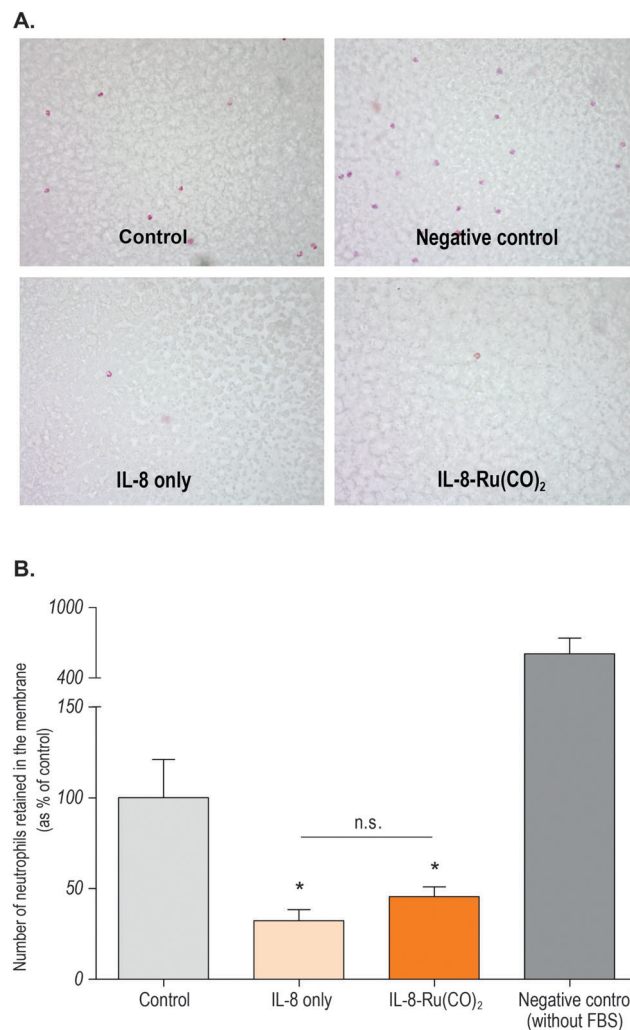 A.
Control
Negative control
IL-8 only
IL-8-Ru(CO)₂
B.
Number of neutrophils retained in the membrane
(as % of control)
1000
400
150
100
50
0
n.s.
*
*
Control
IL-8 only
IL-8-Ru(CO)₂
Negative contro
(without FBS)